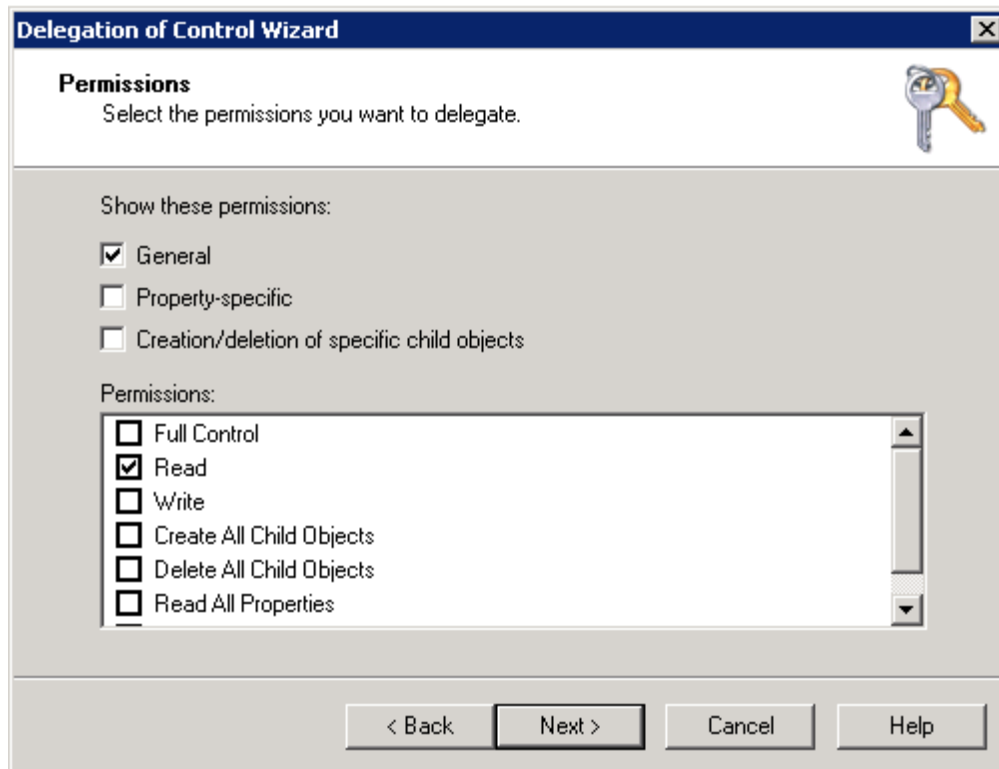 Delegation of Control Wizard
Permissions
Select the permissions you want to delegate.
Show these permissions:
General
Property-specific
Creation/deletion of specific child objects
Permissions:
Full Control
Read
Write
Create All Child Objects
Delete All Child Objects
Read All Properties
< Back
Next >
Cancel
Help